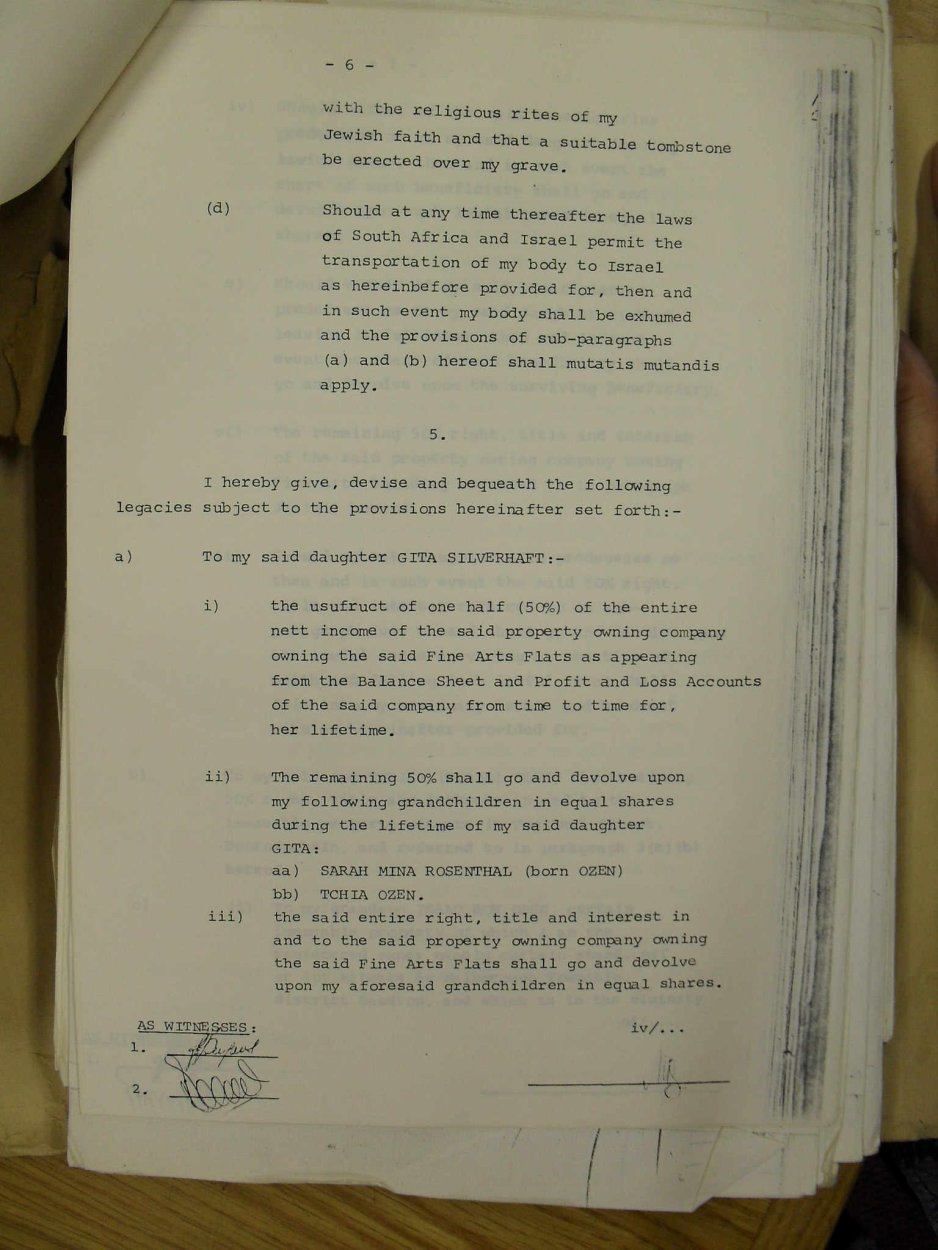 - 6 -
with the religious rites of my
Jewish faith and that a suitable tombstone
be erected over my grave.
(d) Should at any time thereafter the laws
of South Africa and Israel permit the
transportation of my body to Israel
as hereinbefore provided for, then and
in such event my body shall be exhumed
and the provisions of sub-paragraphs
(a) and (b) hereof shall mutatis mutandis
apply.
5.
I hereby give, devise and bequeath the following
legacies subject to the provisions hereinafter set forth:-
a) To my said daughter GITA SILVERHAFT:-
i) the usufruct of one half (50%) of the entire
nett income of the said property owning company
owning the said Fine Arts Flats as appearing
from the Balance Sheet and Profit and Loss Accounts
of the said company from time to time for,
her lifetime.
ii) The remaining 50% shall go and devolve upon
my following grandchildren in equal shares
during the lifetime of my said daughter
GITA:
aa) SARAH MINA ROSENTHAL (born OZEN)
bb) TCHIA OZEN.
iii) the said entire right, title and interest in
and to the said property owning company owning
the said Fine Arts Flats shall go and devolve
upon my aforesaid grandchildren in equal shares.
AS WITNESSES:
iv/...
1.
2.